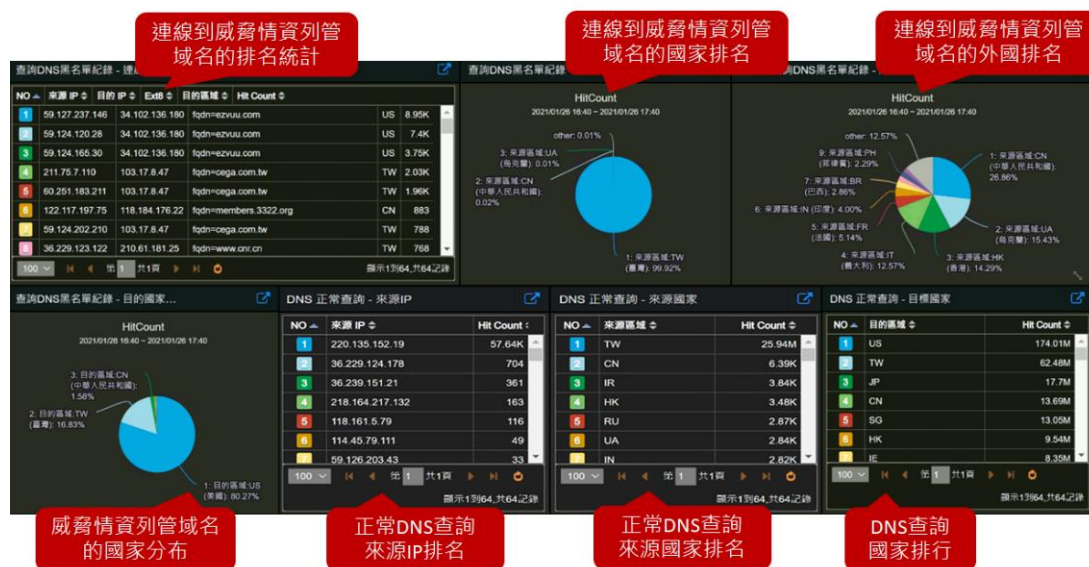 連線到威脅情資列管
域名的排名統計
連線到威脅情資列管
域名的國家排名
連線到威脅情資列管
域名的外國排名
查詢DNS黑名單紀錄 -
NO 來源 IP 目的 IP Ext8 目的區域 Hit Count
1 59.127.237.146 34.102.136.180 fqdn=ezvuu.com US 8.95K
2 59.124.120.28 34.102.136.180 fqdn=ezvuu.com US 7.4K
3 59.124.165.30 34.102.136.180 fqdn=ezvuu.com US 3.75K
4 211.75.7.110 103.17.8.47 fqdn=cega.com.tw TW 2.03K
5 60.251.183.211 103.17.8.47 fqdn=cega.com.tw TW 1.96K
6 122.117.197.75 118.184.176.22 fqdn=members.3322.org CN 883
7 59.124.202.210 103.17.8.47 fqdn=cega.com.tw TW 788
8 36.229.123.122 210.61.181.25 fqdn=www.cnr.cn TW 768
100 第 1 共1頁 顯示1到64,共64記錄
查詢DNS黑名單紀錄
HitCount
2021/01/26 16:40 ~ 2021/01/26 17:40
other: 0.01%
3: 來源區域:UA
(烏克蘭): 0.01%
2: 來源區域:CN
(中華人民共和國):
0.02%
1: 來源區域:TW
(臺灣): 99.92%
DNS黑名單紀錄 -
HitCount
2021/01/26 16:40 ~ 2021/01/26 17:40
other: 12.57%
9: 來源區域:PH
(菲律賓): 2.29%
7: 來源區域:BR
(巴西): 2.86%
6: 來源區域:IN (印度): 4.00%
5: 來源區域:FR
(法國): 5.14%
4: 來源區域:IT
(義大利): 12.57%
3: 來源區域:HK
(香港): 14.29%
2: 來源區域:UA
(烏克蘭): 15.43%
1: 來源區域:CN
(中華人民共和國):
26.86%
查詢DNS黑名單紀錄 - 目的國家...
HitCount
2021/01/26 16:40 ~ 2021/01/26 17:40
3: 目的區域:CN
(中華人民共和國):
1.58%
2: 目的區域:TW
(臺灣): 16.83%
1: 目的區域:US
(美國): 80.27%
威脅情資列管域名
的國家分布
DNS 正常查詢 - 來源IP
NO 來源 IP Hit Count
1 220.135.152.19 57.64K
2 36.229.124.178 704
3 36.239.151.21 361
4 218.164.217.132 163
5 118.161.5.79 116
6 114.45.79.111 49
7 59.126.203.43 33
100 第 1 共1頁
顯示1到64,共64記錄
正常DNS查詢
來源IP排名
DNS 正常查詢 - 來源國家
NO 來源區域 Hit Count
1 TW 25.94M
2 CN 6.39K
3 IR 3.84K
4 HK 3.48K
5 RU 2.87K
6 UA 2.84K
7 IN 2.82K
100 第 1 共1頁
顯示1到64,共64記錄
正常DNS查詢
來源國家排名
DNS 正常查詢 - 目標國家
NO 目的區域 Hit Count
1 US 174.01M
2 TW 62.48M
3 JP 17.7M
4 CN 13.69M
5 SG 13.05M
6 HK 9.54M
7 IE 8.35M
100 第 1 共1頁
顯示1到64,共64記錄
DNS查詢
國家排行